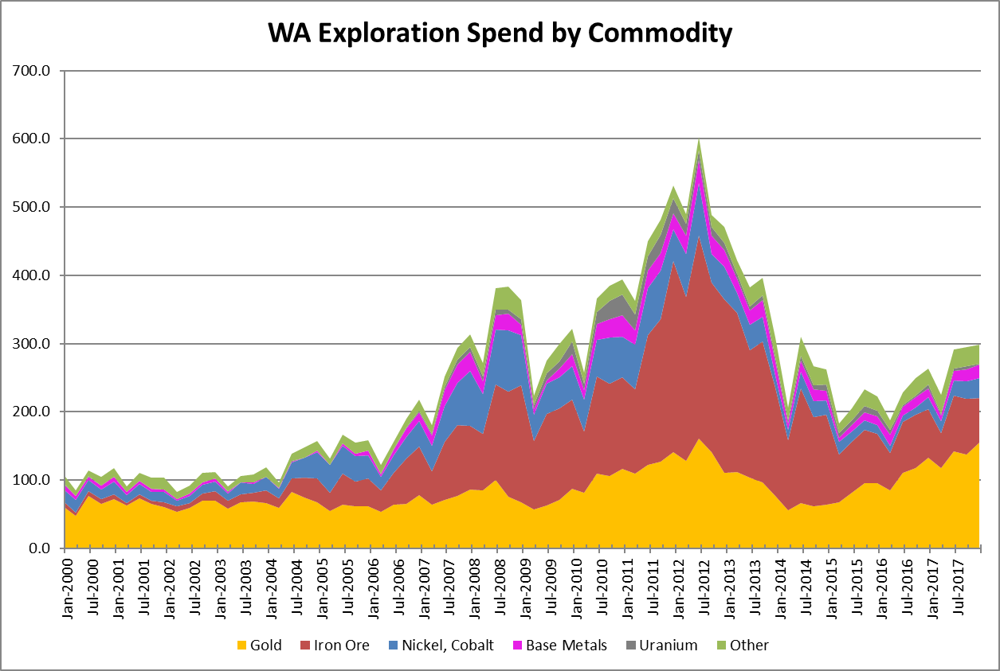 WA Exploration Spend by Commodity
700.0
600.0
500.0
400.0
300.0
200.0
100.0
0.0
Jan-2000
Jul-2000
Jan-2001
Jul-2001
Jan-2002
Jul-2002
Jan-2003
Jul-2003
Jan-2004
Jul-2004
Jan-2005
Jul-2005
Jan-2006
Jul-2006
Jan-2007
Jul-2007
Jan-2008
Jul-2008
Jan-2009
Jul-2009
Jan-2010
Jul-2010
Jan-2011
Jul-2011
Jan-2012
Jul-2012
Jan-2013
Jul-2013
Jan-2014
Jul-2014
Jan-2015
Jul-2015
Jan-2016
Jul-2016
Jan-2017
Jul-2017
Gold Iron Ore Nickel, Cobalt Base Metals Uranium Other